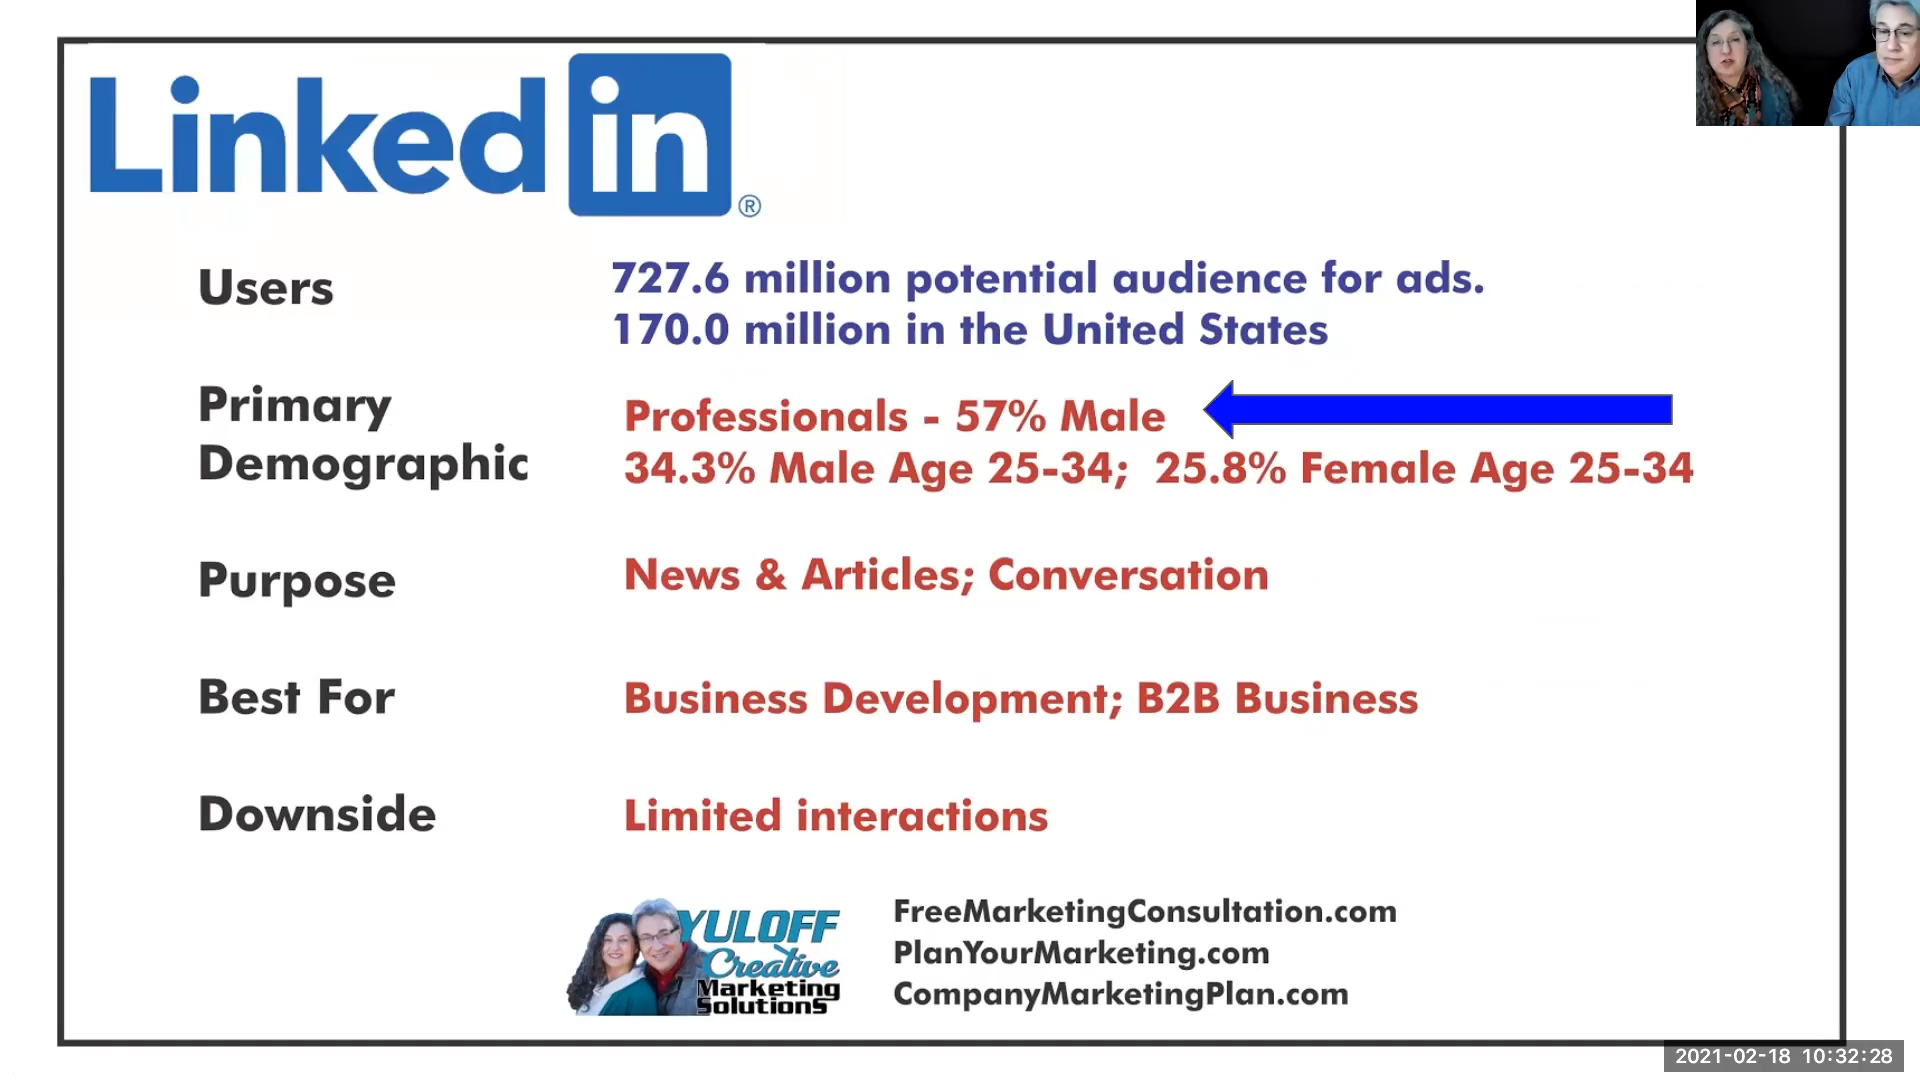 Linked in ®
Users
727.6 million potential audience for ads.
170.0 million in the United States
Primary
Demographic
Professionals - 57% Male
34.3% Male Age 25-34; 25.8% Female Age 25-34
Purpose
News & Articles; Conversation
Best For
Business Development; B2B Business
Downside
Limited interactions
YULOFF
Creative
Marketing
Solutions
FreeMarketingConsultation.com
PlanYourMarketing.com
CompanyMarketingPlan.com
2021-02-18 10:32:28